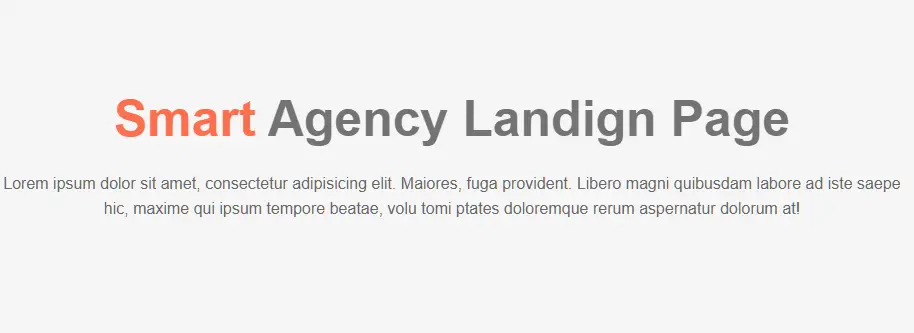 Smart Agency Landign Page
Lorem ipsum dolor sit amet, consectetur adipisicing elit. Maiores, fuga provident. Libero magni quibusdam labore ad iste saepe
hic, maxime qui ipsum tempore beatae, volu tomi ptates doloremque rerum aspernatur dolorum at!